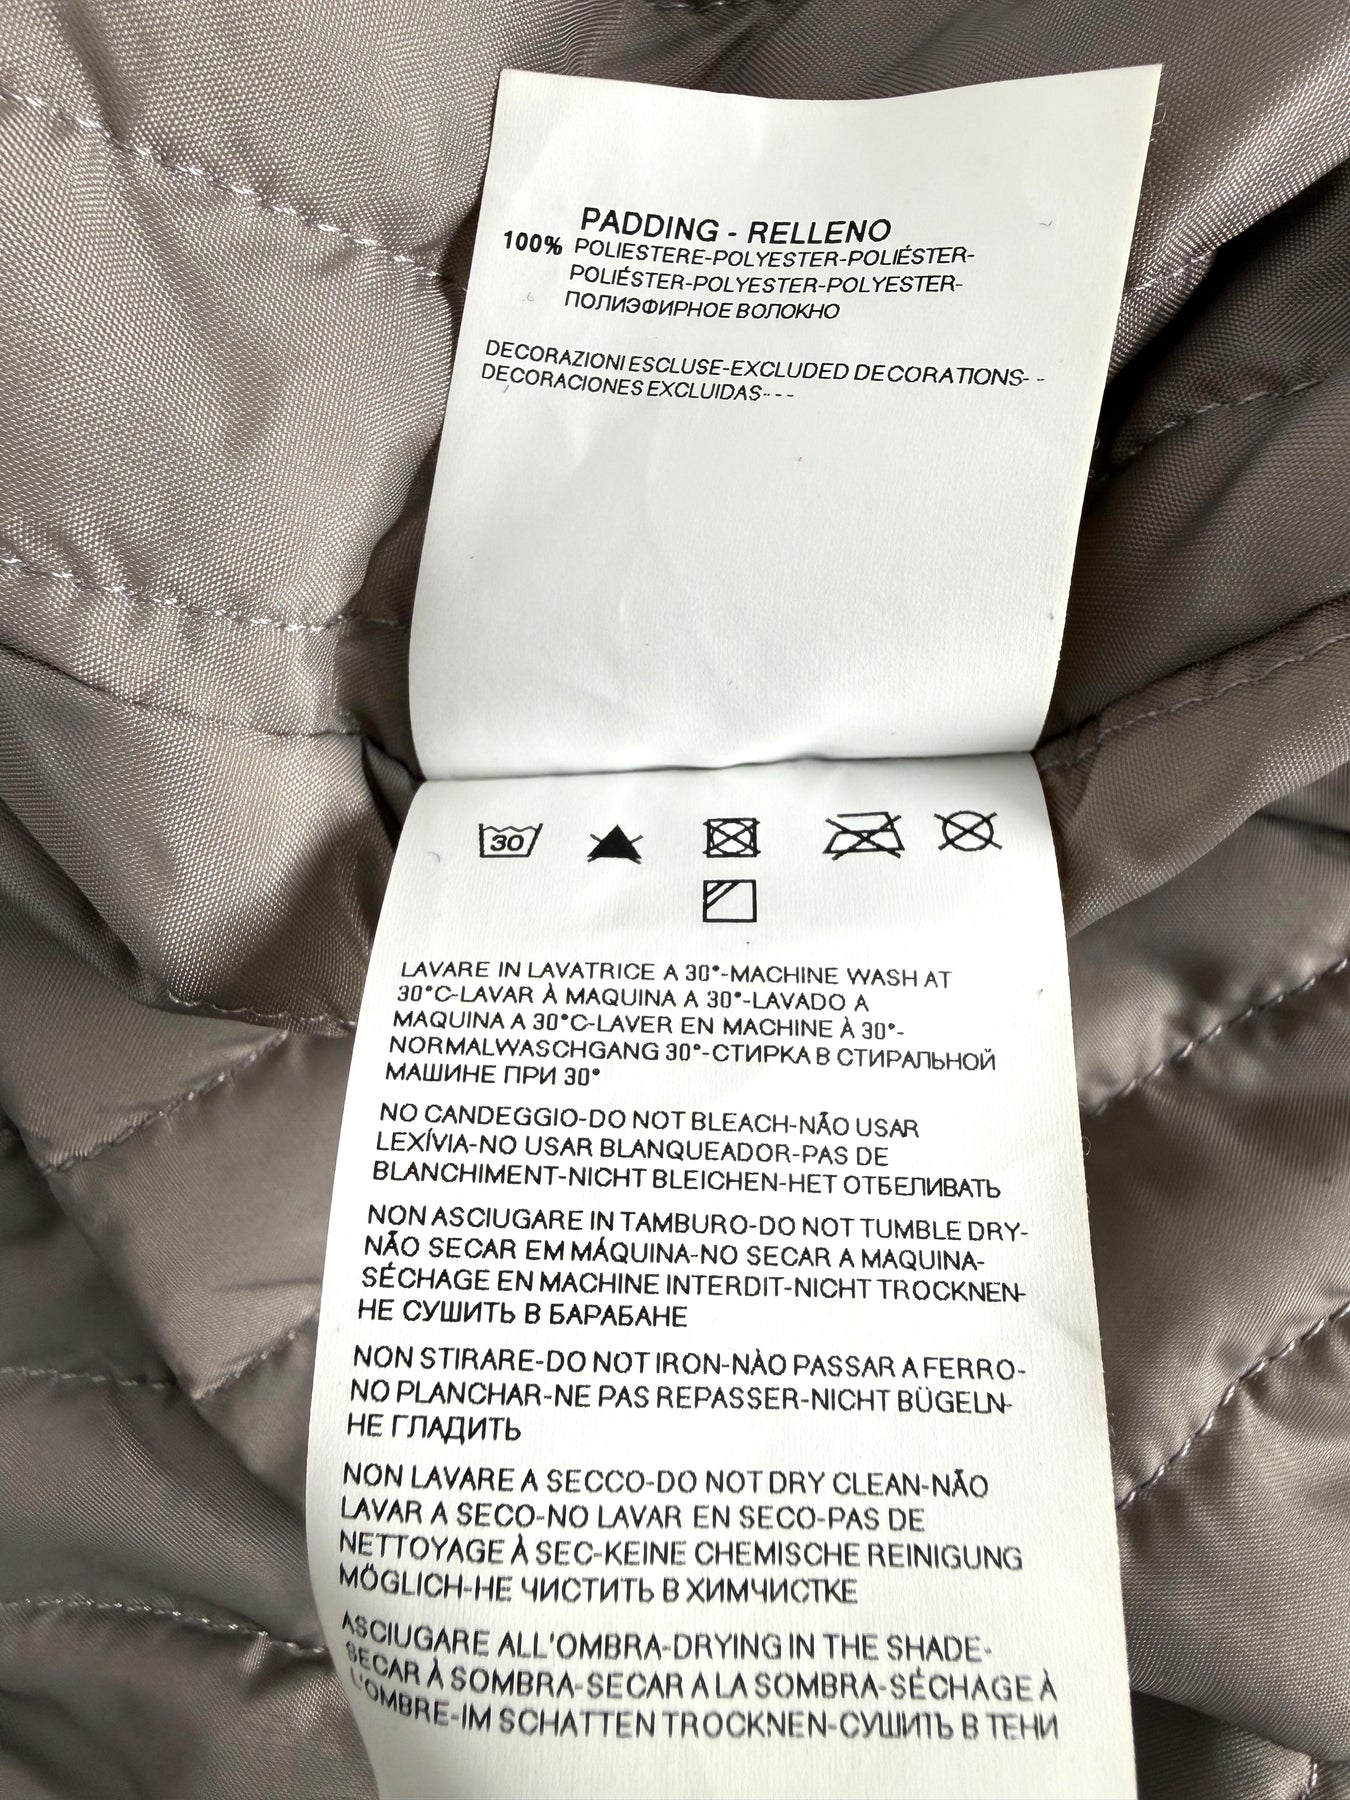 PADDING - RELLENO
100% POLIESTERE-POLYESTER-POLIÉSTER-
POLIÉSTER-POLYESTER-POLYESTER-
ПОЛИЭФИРНОЕ ВОЛОКНО
DECORAZIONI ESCLUSE-EXCLUDED DECORATIONS- -
DECORACIONES EXCLUIDAS- - -
30
LAVARE IN LAVATRICE A 30°-MACHINE WASH AT
30°C-LAVAR À MAQUINA A 30°-LAVADO A
MAQUINA A 30°C-LAVER EN MACHINE À 30°-
NORMALWASCHGANG 30°-СТИРКА В СТИРАЛЬНОЙ
МАШИНЕ ПРИ 30°
NO CANDEGGIO-DO NOT BLEACH-NÃO USAR
LEXÍVIA-NO USAR BLANQUEADOR-PAS DE
BLANCHIMENT-NICHT BLEICHEN-НЕТ ОТБЕЛИВАТЬ
NON ASCIUGARE IN TAMBURO-DO NOT TUMBLE DRY-
NÃO SECAR EM MÁQUINA-NO SECAR A MAQUINA-
SÉCHAGE EN MACHINE INTERDIT-NICHT TROCKNEN-
НЕ СУШИТЬ В БАРАБАНЕ
NON STIRARE-DO NOT IRON-NÀO PASSAR A FERRO-
NO PLANCHAR-NE PAS REPASSER-NICHT BÜGELN-
НЕ ГЛАДИТЬ
NON LAVARE A SECCO-DO NOT DRY CLEAN-NÃO
LAVAR A SECO-NO LAVAR EN SECO-PAS DE
NETTOYAGE À SEC-KEINE CHEMISCHE REINIGUNG
MÖGLICH-НЕ ЧИСТИТЬ В ХИМЧИСТКЕ
ASCIUGARE ALL'OMBRA-DRYING IN THE SHADE-
SECAR À SOMBRA-SECAR A LA SOMBRA-SÉCHAGE À
L'OMBRE-IM SCHATTEN TROCKNEN-СУШИТЬ В ТЕНИ